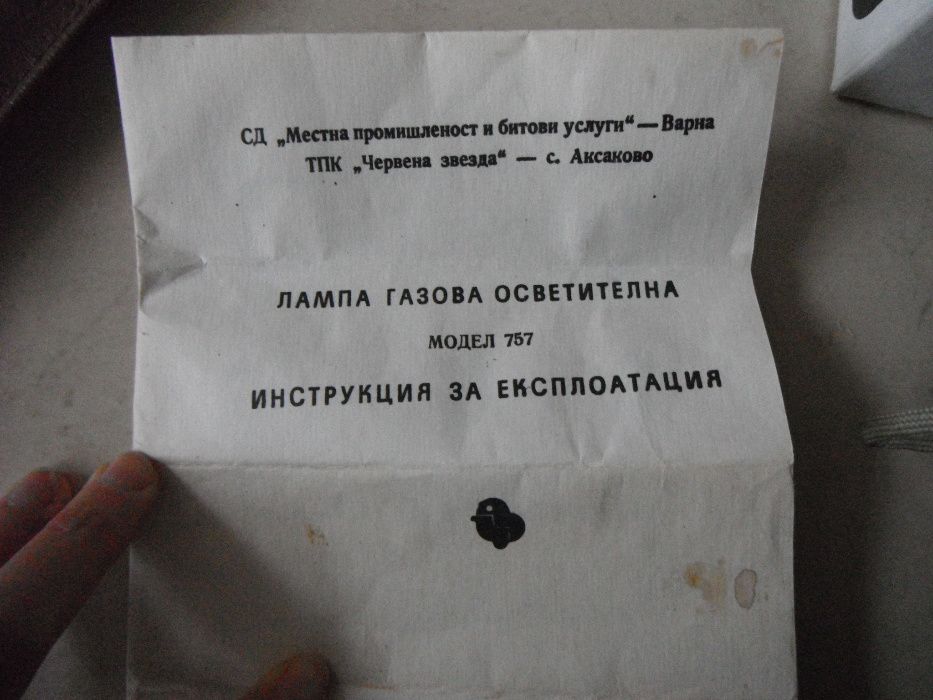 СД „Местна промишленост и битови услуги“ — Варна
ТПК „Червена звезда“ — с. Аксаково
ЛАМПА ГАЗОВА ОСВЕТИТЕЛНА
МОДЕЛ 757
ИНСТРУКЦИЯ ЗА ЕКСПЛОАТАЦИЯ